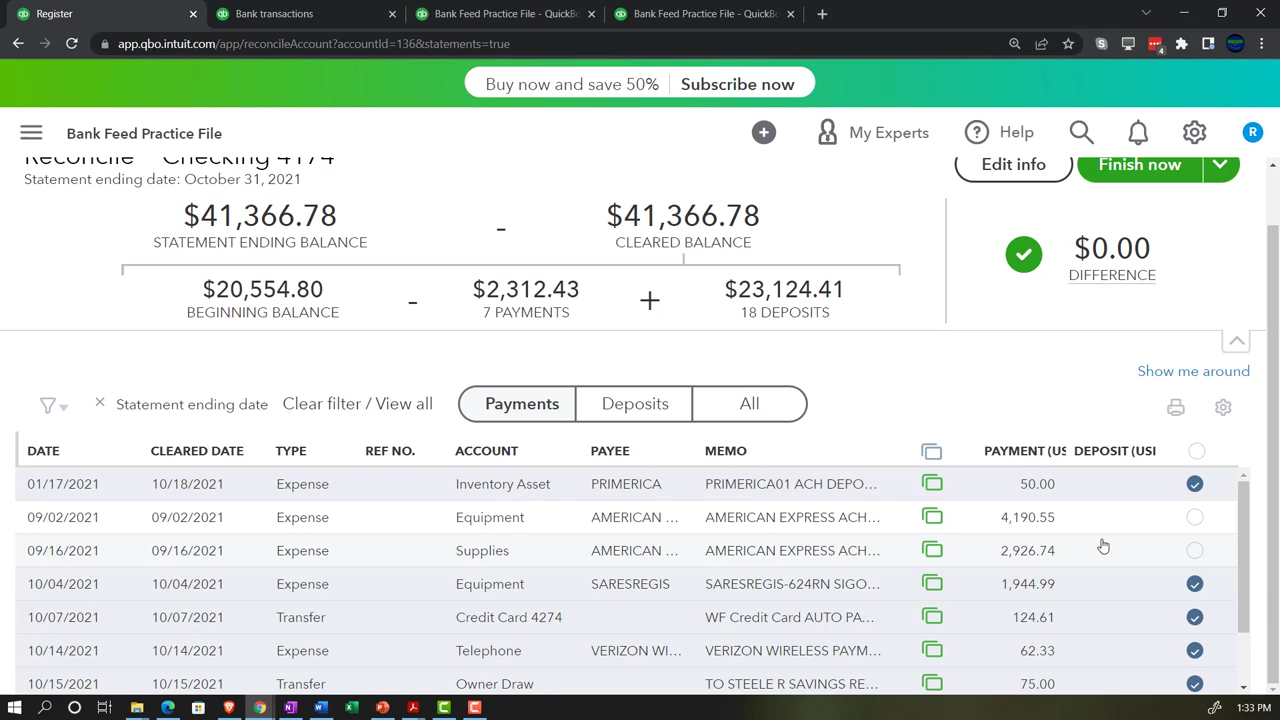 Register
Bank transactions
Bank Feed Practice File - QuickBo
Bank Feed Practice File - QuickBo
app.qbo.intuit.com/app/reconcileAccount?accountId=136&statements=true
4
Buy now and save 50% Subscribe now
Bank Feed Practice File
My Experts
Help
R
Reconcile Checking 4174
Statement ending date: October 31, 2021
Edit info
Finish now
$41,366.78 - $41,366.78
STATEMENT ENDING BALANCE CLEARED BALANCE
$0.00
DIFFERENCE
$20,554.80 - $2,312.43 + $23,124.41
BEGINNING BALANCE 7 PAYMENTS 18 DEPOSITS
Show me around
Statement ending date Clear filter / View all Payments Deposits All
DATE CLEARED DATE TYPE REF NO. ACCOUNT PAYEE MEMO PAYMENT (US DEPOSIT (USI
01/17/2021 10/18/2021 Expense Inventory Asset PRIMERICA PRIMERICA01 ACH DEPO... 50.00
09/02/2021 09/02/2021 Expense Equipment AMERICAN ... AMERICAN EXPRESS ACH... 4,190.55
09/16/2021 09/16/2021 Expense Supplies AMERICAN ... AMERICAN EXPRESS ACH... 2,926.74
10/04/2021 10/04/2021 Expense Equipment SARESREGIS SARESREGIS-624RN SIGO... 1,944.99
10/07/2021 10/07/2021 Transfer Credit Card 4274 WF Credit Card AUTO PA... 124.61
10/14/2021 10/14/2021 Expense Telephone VERIZON WI... VERIZON WIRELESS PAYM... 62.33
10/15/2021 10/15/2021 Transfer Owner Draw TO STEELE R SAVINGS RE... 75.00
1:33 PM